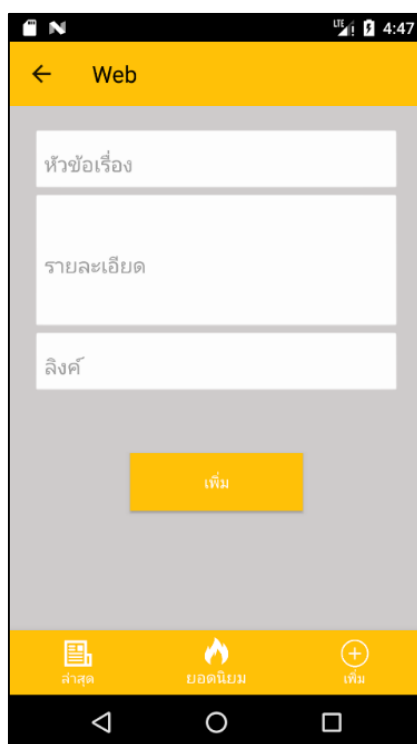 LTE 4:47
Web
หัวข้อเรื่อง
รายละเอียด
ลิงค์
เพิ่ม
ล่าสุด ยอดนิยม เพิ่ม